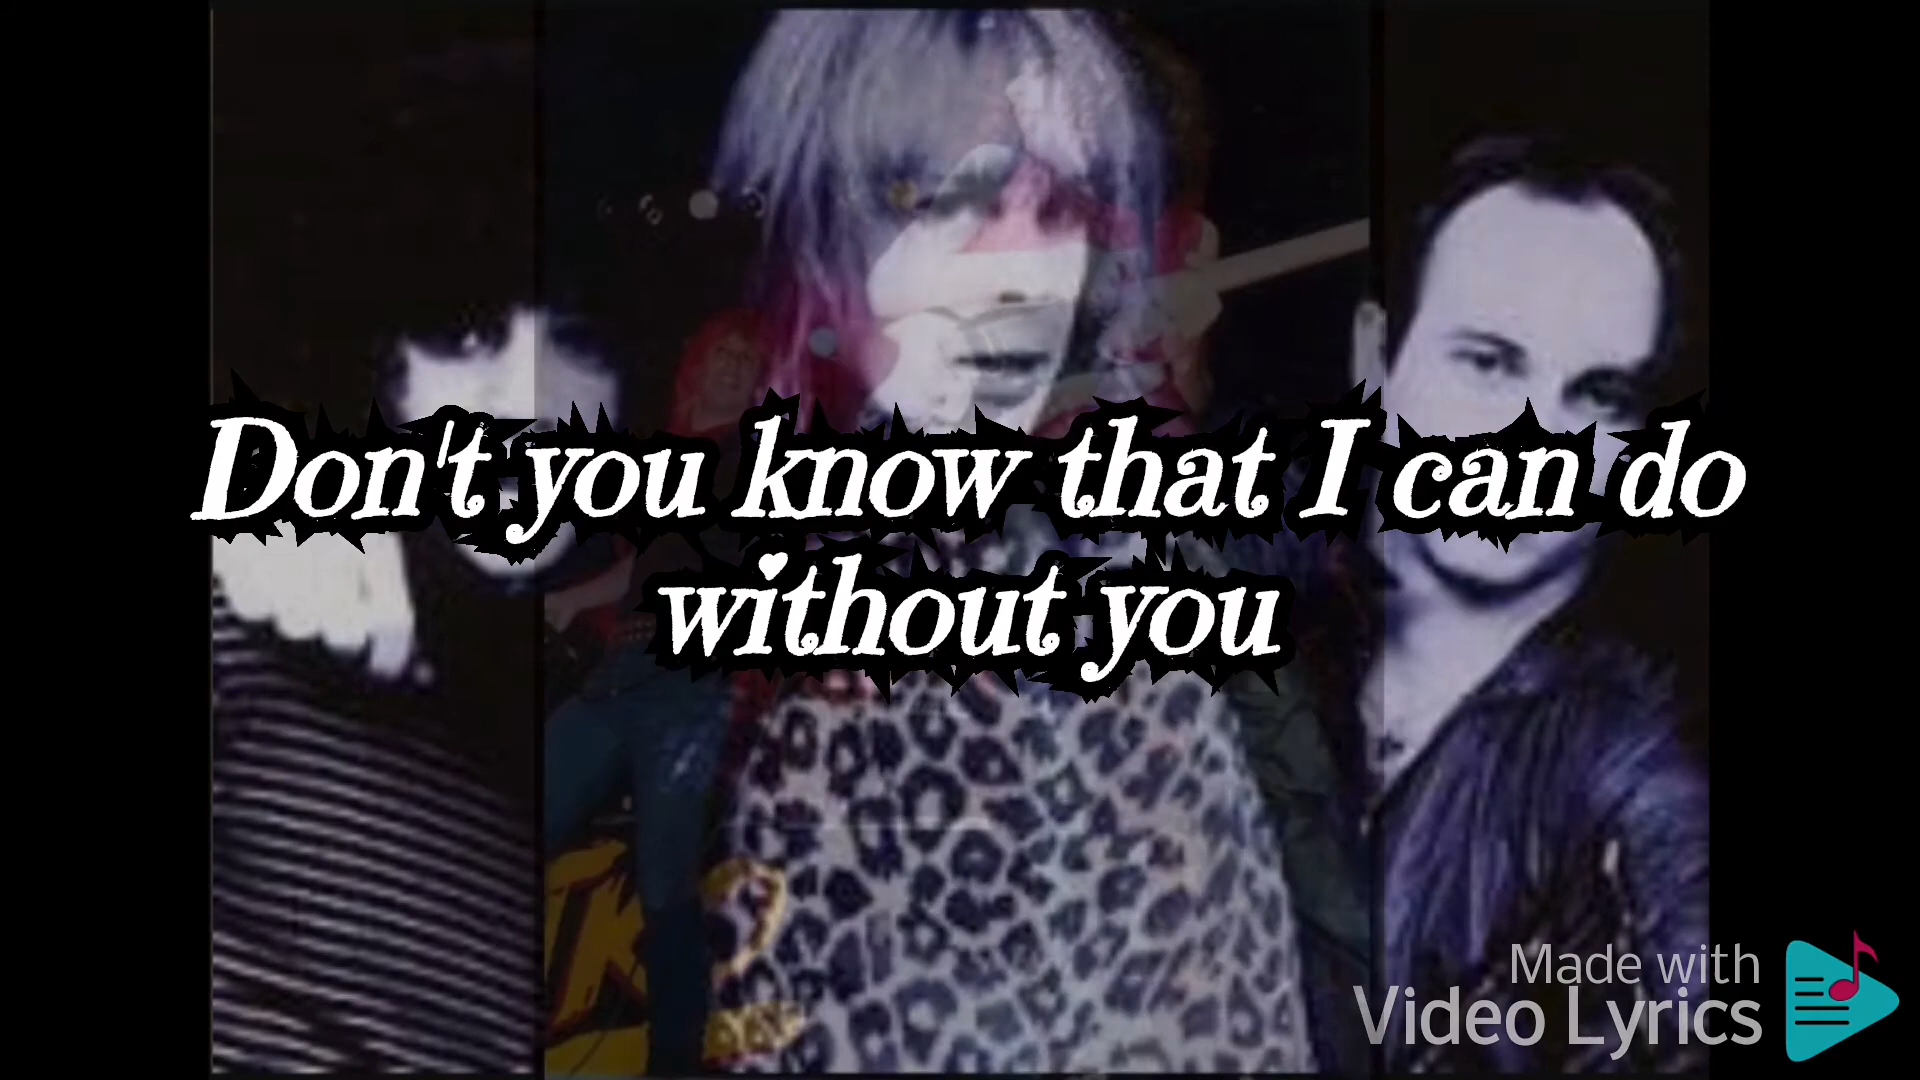 Don't you know that I can do
without you
Made with
Video Lyrics